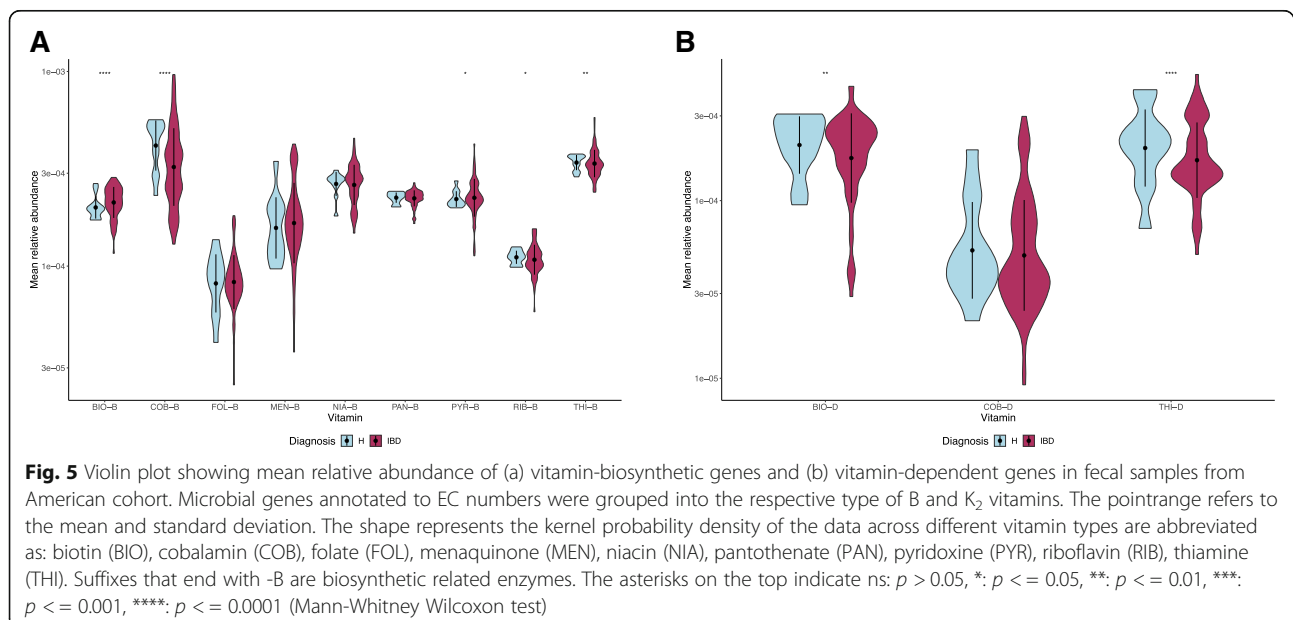 A
B
**** **** * * **
** ****
1e−03
3e−04
1e−04
3e−05
Mean relative abundance
BIO−B COB−B FOL−B MEN−B NIA−B PAN−B PYR−B RIB−B THI−B
Vitamin
Diagnosis H IBD
3e−04
1e−04
3e−05
1e−05
Mean relative abundance
BIO−D COB−D THI−D
Vitamin
Diagnosis H IBD
Fig. 5 Violin plot showing mean relative abundance of (a) vitamin-biosynthetic genes and (b) vitamin-dependent genes in fecal samples from
American cohort. Microbial genes annotated to EC numbers were grouped into the respective type of B and K2 vitamins. The pointrange refers to
the mean and standard deviation. The shape represents the kernel probability density of the data across different vitamin types are abbreviated
as: biotin (BIO), cobalamin (COB), folate (FOL), menaquinone (MEN), niacin (NIA), pantothenate (PAN), pyridoxine (PYR), riboflavin (RIB), thiamine
(THI). Suffixes that end with -B are biosynthetic related enzymes. The asterisks on the top indicate ns: p > 0.05, *: p < = 0.05, **: p < = 0.01, ***:
p < = 0.001, ****: p < = 0.0001 (Mann-Whitney Wilcoxon test)